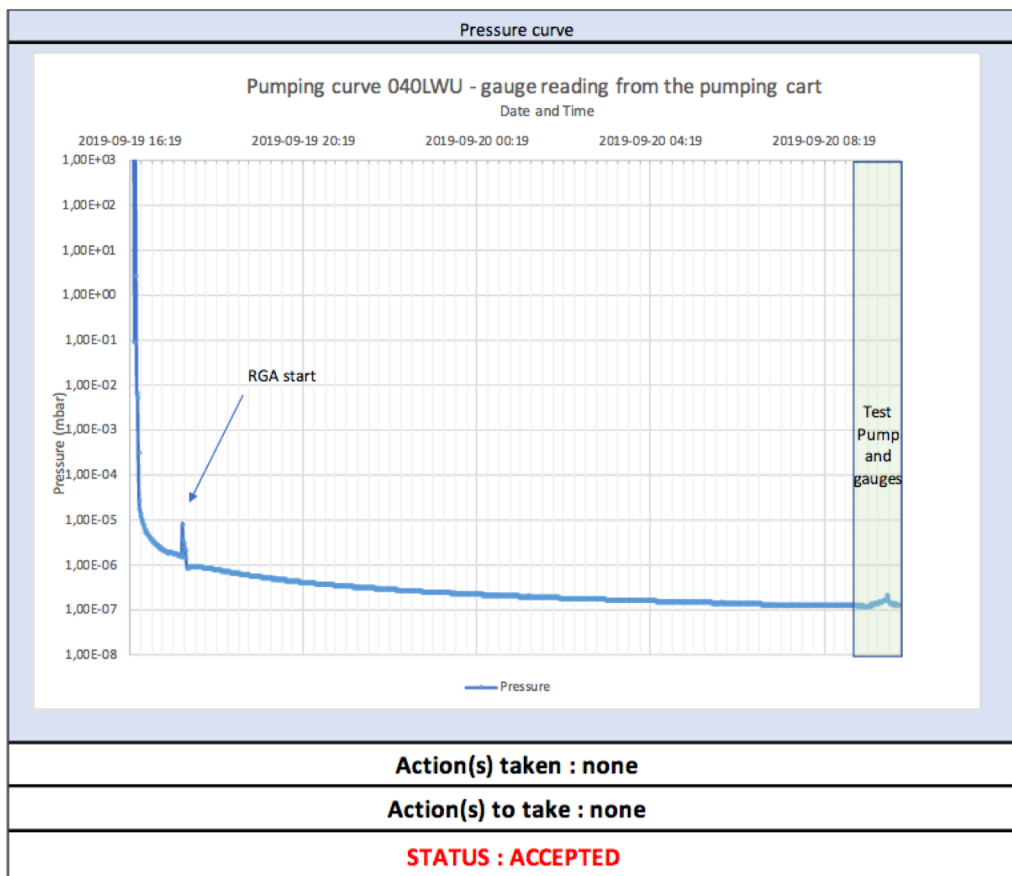 Pressure curve
Pumping curve 040LWU - gauge reading from the pumping cart
Date and Time
2019-09-19 16:19
2019-09-19 20:19
2019-09-20 00:19
2019-09-20 04:19
2019-09-20 08:19
1,00E+03
1,00E+02
1,00E+01
1,00E+00
1,00E-01
1,00E-02
1,00E-03
1,00E-04
1,00E-05
1,00E-06
1,00E-07
1,00E-08
Pressure (mbar)
RGA start
Test
Pump
and
gauges
Pressure
Action(s) taken : none
Action(s) to take : none
STATUS : ACCEPTED